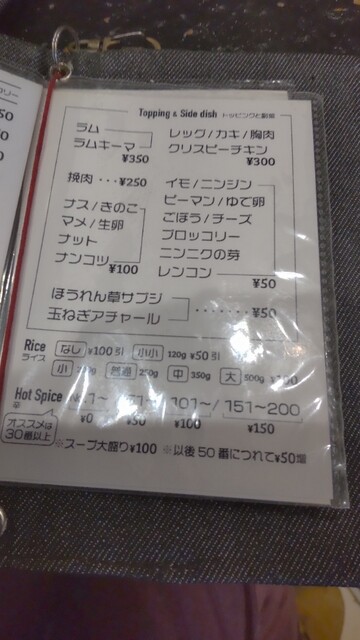 Topping & Side dish トッピングと副菜
ラム
ラムキーマ
¥350
レッグ/カキ/胸肉
クリスピーチキン
¥300
挽肉 ··· ¥250
ナス/きのこ
マメ/生卵
ナット
ナンコツ
¥100
イモ/ニンジン
ピーマン/ゆで卵
ごぼう/チーズ
ブロッコリー
ニンニクの芽
レンコン
¥50
ほうれん草サブジ
玉ねぎアチャール
········ ¥50
Rice なし ¥100引 小小 120g ¥50引
ライス
小 普通 250g 中 350g 大 500g ¥100
Hot Spice 101~/ 151~200
辛
¥0 ¥50 ¥100 ¥150
オススメは
30番以上
※スープ大盛り¥100 ※以後50番につれて¥50増
50
0
0